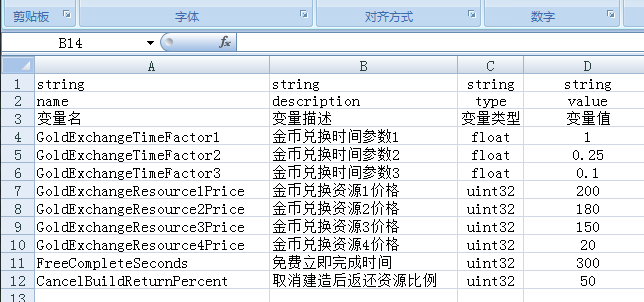 剪贴板 字体 对齐方式 数字
B14 fx
A B C D
1 string string string string
2 name description type value
3 变量名 变量描述 变量类型 变量值
4 GoldExchangeTimeFactor1 金币兑换时间参数1 float 1
5 GoldExchangeTimeFactor2 金币兑换时间参数2 float 0.25
6 GoldExchangeTimeFactor3 金币兑换时间参数3 float 0.1
7 GoldExchangeResource1Price 金币兑换资源1价格 uint32 200
8 GoldExchangeResource2Price 金币兑换资源2价格 uint32 180
9 GoldExchangeResource3Price 金币兑换资源3价格 uint32 150
10 GoldExchangeResource4Price 金币兑换资源4价格 uint32 20
11 FreeCompleteSeconds 免费立即完成时间 uint32 300
12 CancelBuildReturnPercent 取消建造后返还资源比例 uint32 50
13